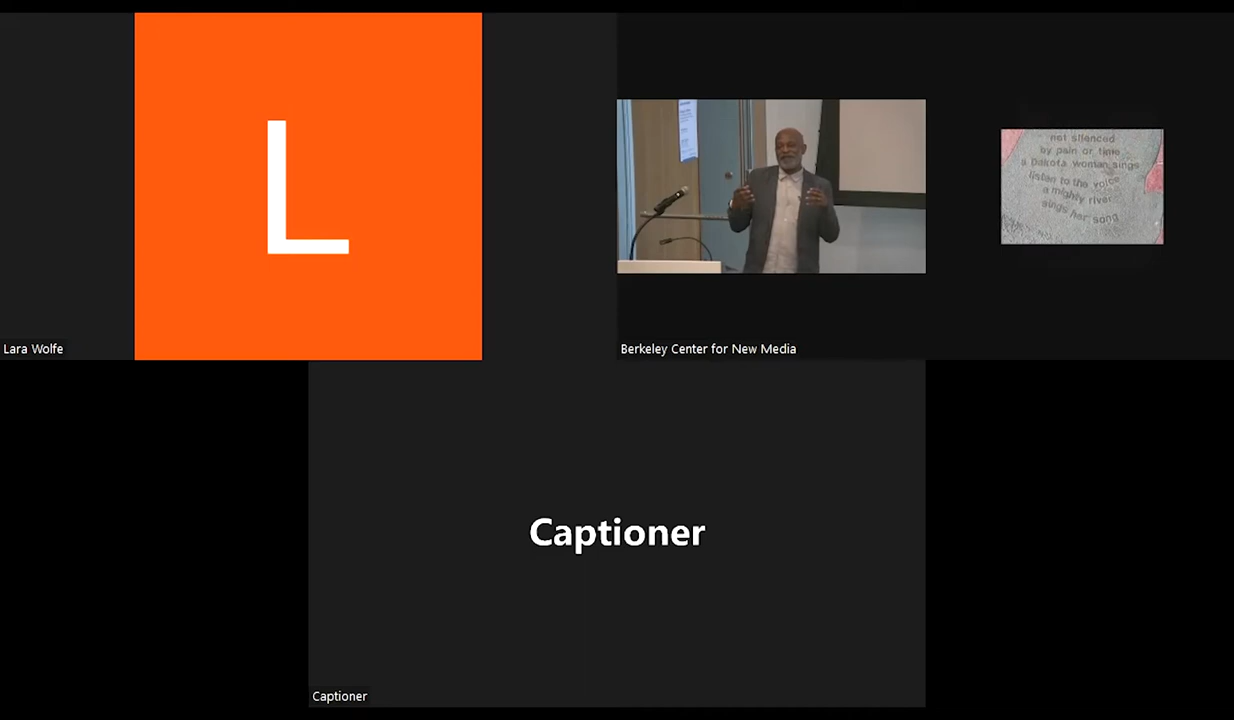 L
Lara Wolfe
not silenced
by pain or time
a Dakota woman sings
listen to the voice
a mighty river
sings her song
Berkeley Center for New Media
Captioner
Captioner